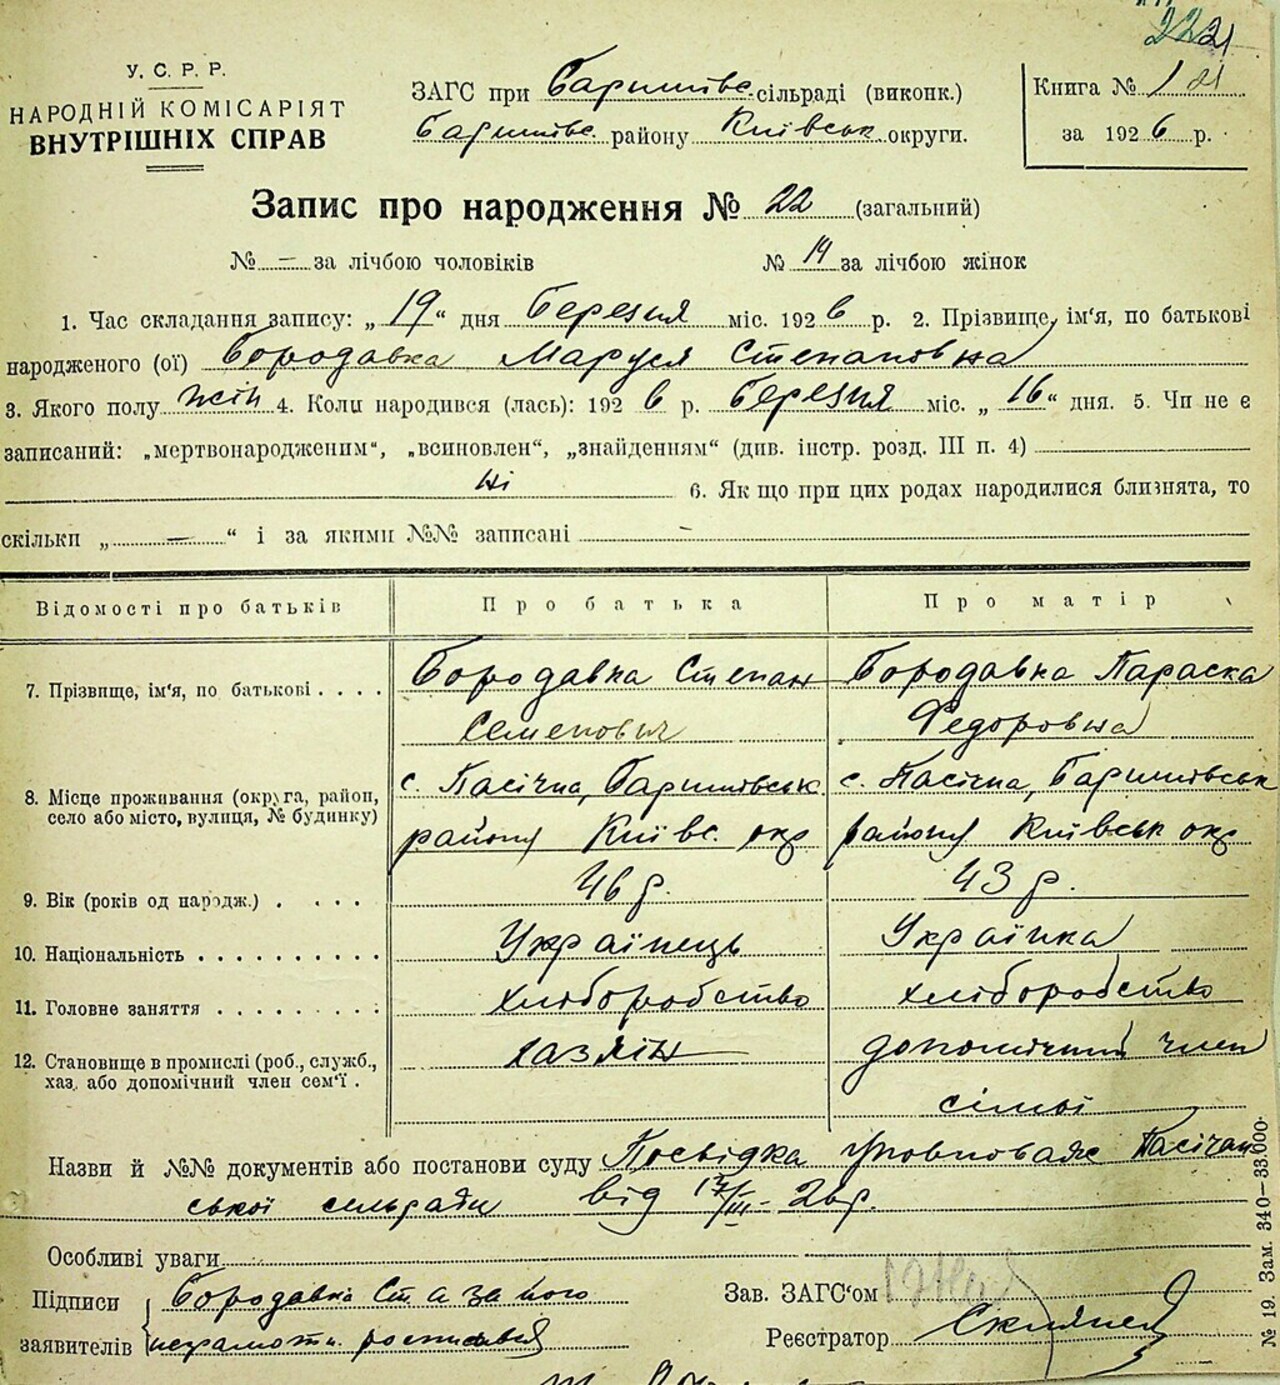 2221
У. С. Р. Р.
НАРОДНІЙ КОМІСАРІЯТ
ВНУТРІШНІХ СПРАВ
ЗАГС при Баришівс. сільраді (виконк.)
Баришівс. району Київськ округи.
Книга № 1
за 1926 р.
Запис про народження № 22 (загальний)
№ — за лічбою чоловіків № 14 за лічбою жінок
1. Час складання запису: „19“ дня Березня міс. 1926 р. 2. Прізвище, ім'я, по батькові
народженого (ої) Бородавка Маруся Степановна
3. Якого полу жін 4. Коли народився (лась): 1926 р. Березня міс. „16“ дня. 5. Чи не є
записаний: „мертвонародженим“, „всиновлен“, „знайденням“ (див. інстр. розд. III п. 4)
ні 6. Як що при цих родах народилися близнята, то
скільки „—“ і за якими №№ записані —
Відомості про батьків Про батька Про матір
7. Прізвище, ім'я, по батькові . . . . Бородавка Степан Бородавка Параска
Семенович Федоровна
8. Місце проживання (округа, район, село або місто, вулиця, № будинку) с. Пасічна, Баришівськ с. Пасічна, Баришівськ
району Київс. окр району Київськ окр
9. Вік (років од народж.) . . . . 46 р. 43 р.
10. Національність . . . . . . . . . . Українець Українка
11. Головне заняття . . . . . . . . . хліборобство хліборобство
12. Становище в промислі (роб., служб., хаз. або допомічний член сем'ї . хазяїн допомічний член
сімьї
Назви й №№ документів або постанови суду Посвідка уповноваж Пасічан
ської сельради від 17/III-26р.
Особливі уваги
Підписи Бородавка Ст а за його
заявителів неграмотн. росписався
Зав. ЗАГС'ом
Реєстратор
№ 19. Зам. 340—33.000·